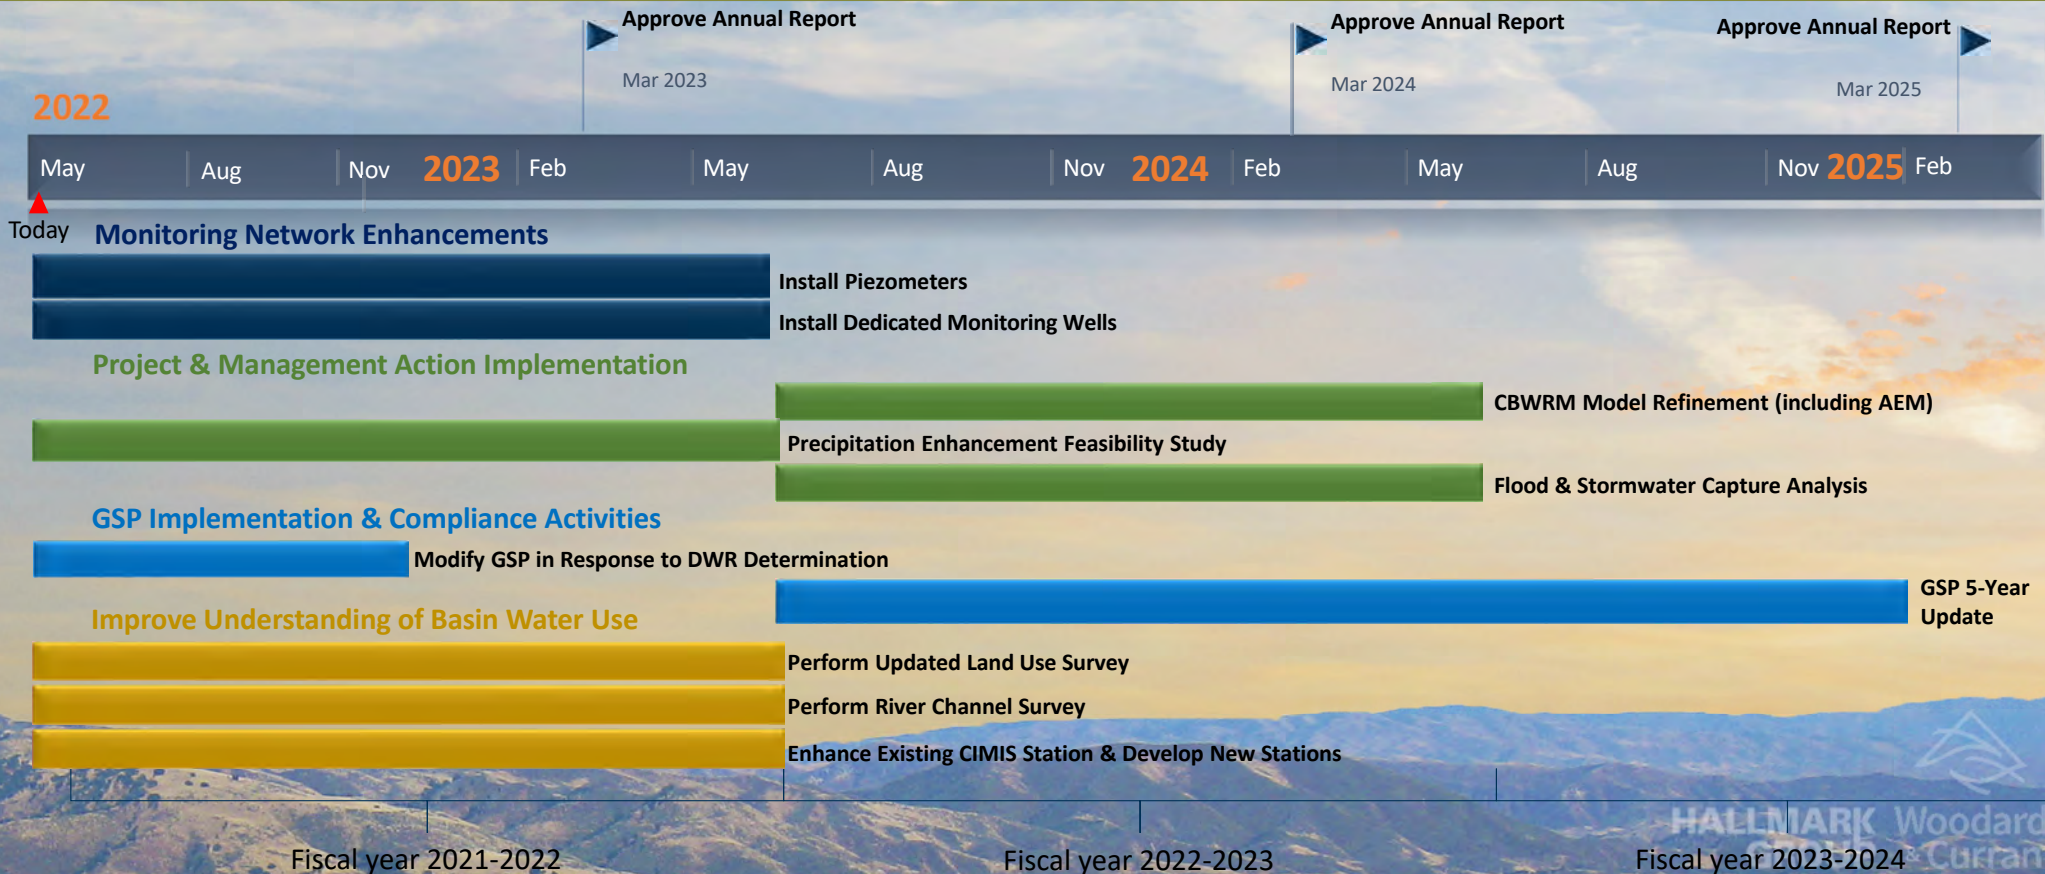 Approve Annual Report
Mar 2023
Approve Annual Report
Mar 2024
Approve Annual Report
Mar 2025
2022
May Aug Nov 2023 Feb May Aug Nov 2024 Feb May Aug Nov 2025 Feb
Today
Monitoring Network Enhancements
Install Piezometers
Install Dedicated Monitoring Wells
Project & Management Action Implementation
CBWRM Model Refinement (including AEM)
Precipitation Enhancement Feasibility Study
Flood & Stormwater Capture Analysis
GSP Implementation & Compliance Activities
Modify GSP in Response to DWR Determination
GSP 5-Year
Update
Improve Understanding of Basin Water Use
Perform Updated Land Use Survey
Perform River Channel Survey
Enhance Existing CIMIS Station & Develop New Stations
HALLMARK Woodard
& Curran
Fiscal year 2021-2022
Fiscal year 2022-2023
Fiscal year 2023-2024